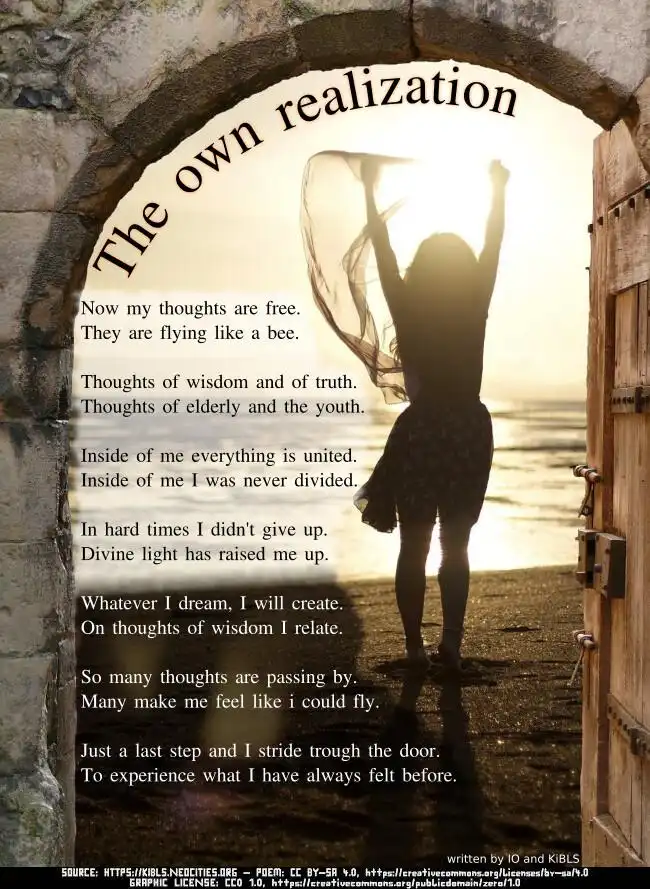 The own realization
Now my thoughts are free.
They are flying like a bee.
Thoughts of wisdom and of truth.
Thoughts of elderly and the youth.
Inside of me everything is united.
Inside of me I was never divided.
In hard times I didn't give up.
Divine light has raised me up.
Whatever I dream, I will create.
On thoughts of wisdom I relate.
So many thoughts are passing by.
Many make me feel like i could fly.
Just a last step and I stride trough the door.
To experience what I have always felt before.
written by IO and KiBLS
SOURCE: HTTPS://KIBLS.NEOCITIES.ORG – POEM: CC BY-SA 4.0, https://creativecommons.org/licenses/by-sa/4.0
GRAPHIC LICENSE: CC0 1.0, https://creativecommons.org/publicdomain/zero/1.0